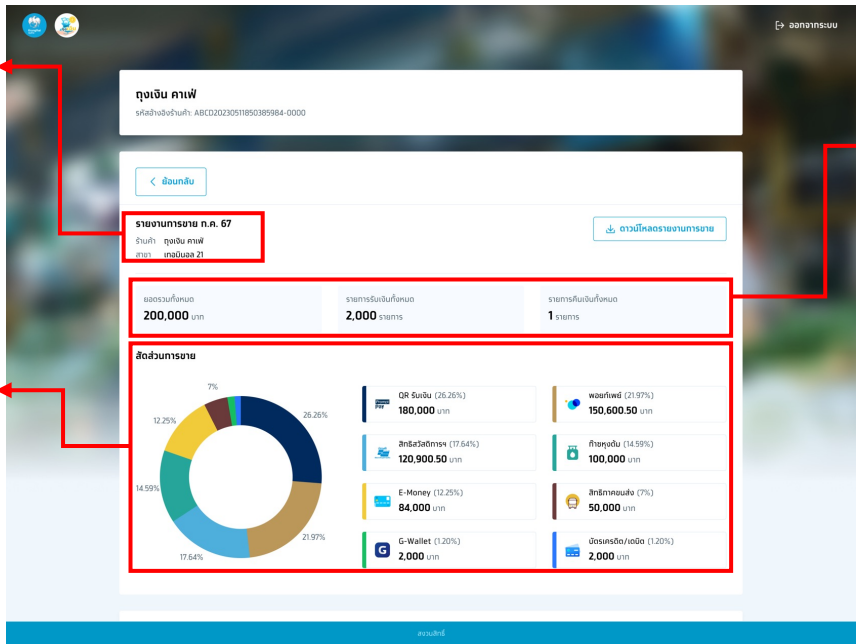 ออกจากระบบ
ถุงเงิน คาเฟ่
รหัสอ้างอิงร้านค้า: ABCD20230511850385984-0000
ย้อนกลับ
รายงานการขาย ก.ค. 67
ร้านค้า ถุงเงิน คาเฟ่
สาขา เทอมินอล 21
ดาวน์โหลดรายงานการขาย
ยอดรวมทั้งหมด
200,000 บาท
รายการรับเงินทั้งหมด
2,000 รายการ
รายการคืนเงินทั้งหมด
1 รายการ
สัดส่วนการขาย
7%
12.25%
26.26%
14.59%
21.97%
17.64%
QR รับเงิน (26.26%)
180,000 บาท
พอยท์เพย์ (21.97%)
150,600.50 บาท
สิทธิสวัสดิการฯ (17.64%)
120,900.50 บาท
ก๊าซหุงต้ม (14.59%)
100,000 บาท
E-Money (12.25%)
84,000 บาท
สิทธิภาคขนส่ง (7%)
50,000 บาท
G-Wallet (1.20%)
2,000 บาท
บัตรเครดิต/เดบิต (1.20%)
2,000 บาท
สงวนสิทธิ์